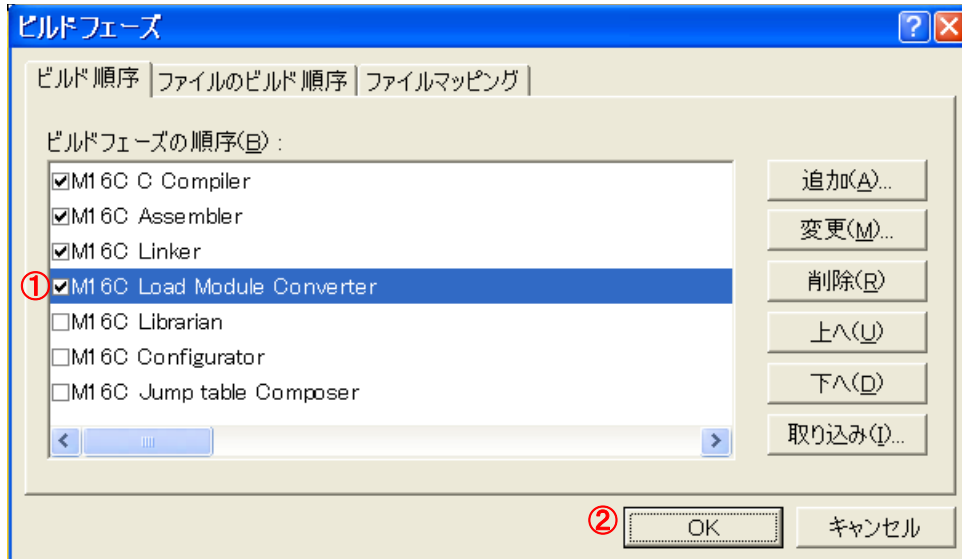 ビルドフェーズ
ビルド順序 ファイルのビルド順序 ファイルマッピング
ビルドフェーズの順序(B) :
M16C C Compiler
M16C Assembler
M16C Linker
① M16C Load Module Converter
M16C Librarian
M16C Configurator
M16C Jump table Composer
追加(A)...
変更(M)...
削除(R)
上へ(U)
下へ(D)
取り込み(I)...
② OK キャンセル